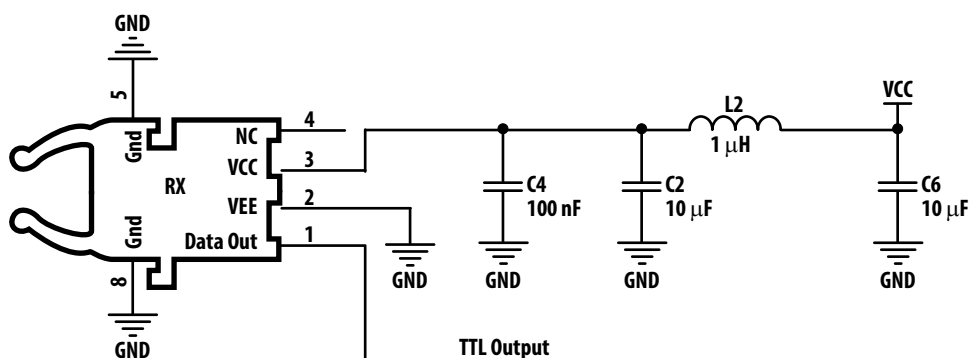 GND
5
Gnd
NC
4
VCC
3
RX
VEE
2
Gnd
Data Out
1
8
GND
GND
C4
100 nF
GND
C2
10 μF
GND
L2
1 μH
VCC
C6
10 μF
GND
TTL Output